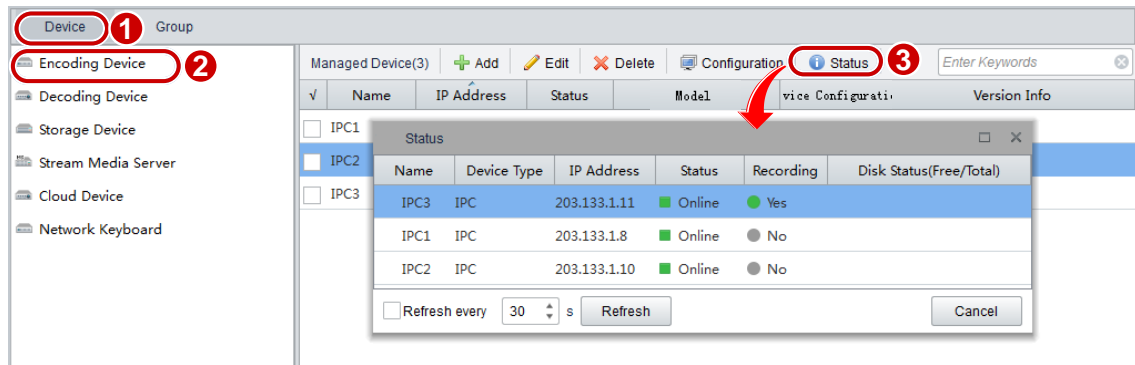 Device 1 Group
Encoding Device 2
Decoding Device
Storage Device
Stream Media Server
Cloud Device
Network Keyboard
Managed Device(3) Add Edit Delete Configuration Status 3 Enter Keywords
√ Name IP Address Status Model vice Configurati Version Info
IPC1
IPC2
IPC3
Status
Name Device Type IP Address Status Recording Disk Status(Free/Total)
IPC3 IPC 203.133.1.11 Online Yes
IPC1 IPC 203.133.1.8 Online No
IPC2 IPC 203.133.1.10 Online No
Refresh every 30 s Refresh Cancel